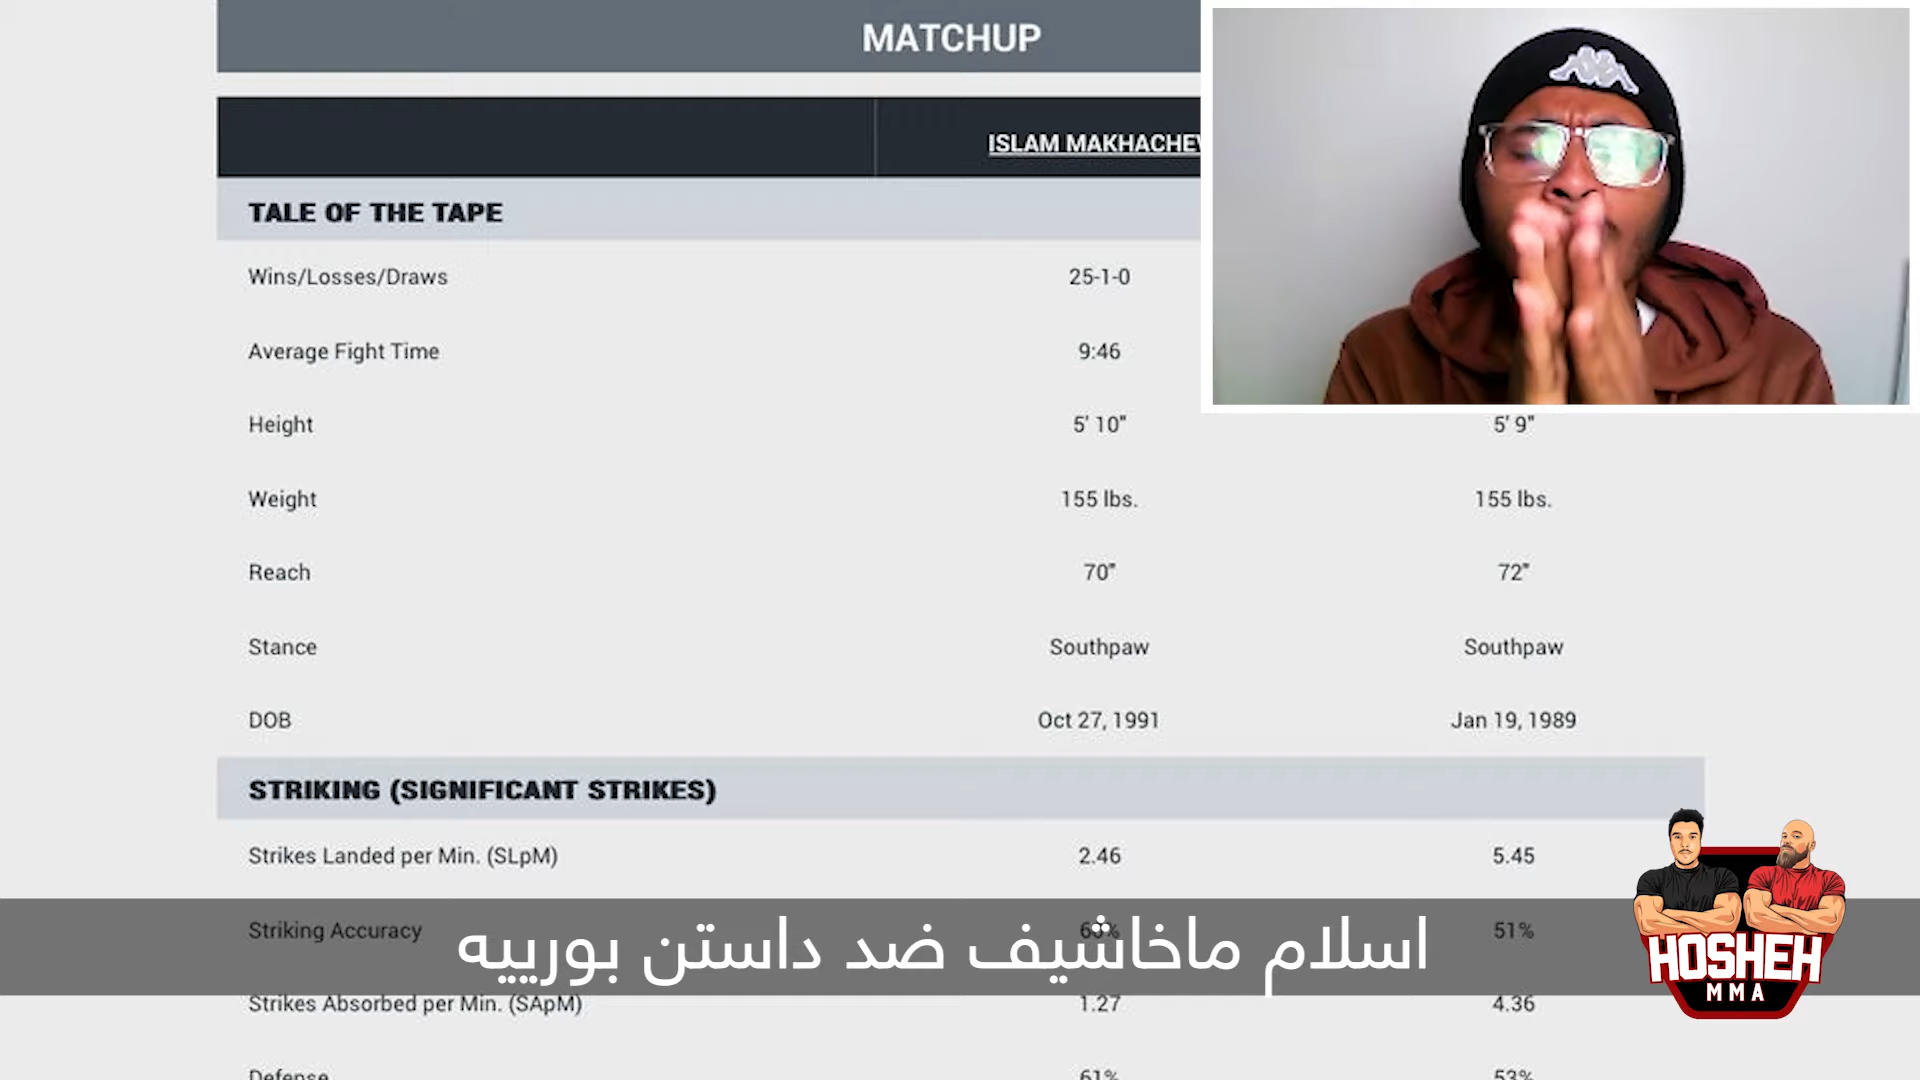 MATCHUP
ISLAM MAKHACHEV
TALE OF THE TAPE
Wins/Losses/Draws 25-1-0
Average Fight Time 9:46
Height 5' 10" 5' 9"
Weight 155 lbs. 155 lbs.
Reach 70" 72"
Stance Southpaw Southpaw
DOB Oct 27, 1991 Jan 19, 1989
STRIKING (SIGNIFICANT STRIKES)
Strikes Landed per Min. (SLpM) 2.46 5.45
Striking Accuracy 51%
اسلام ماخاشيف ضد داستن بورييه
HOSHEH
MMA
Strikes Absorbed per Min. (SApM) 1.27 4.36
Defense 61% 53%